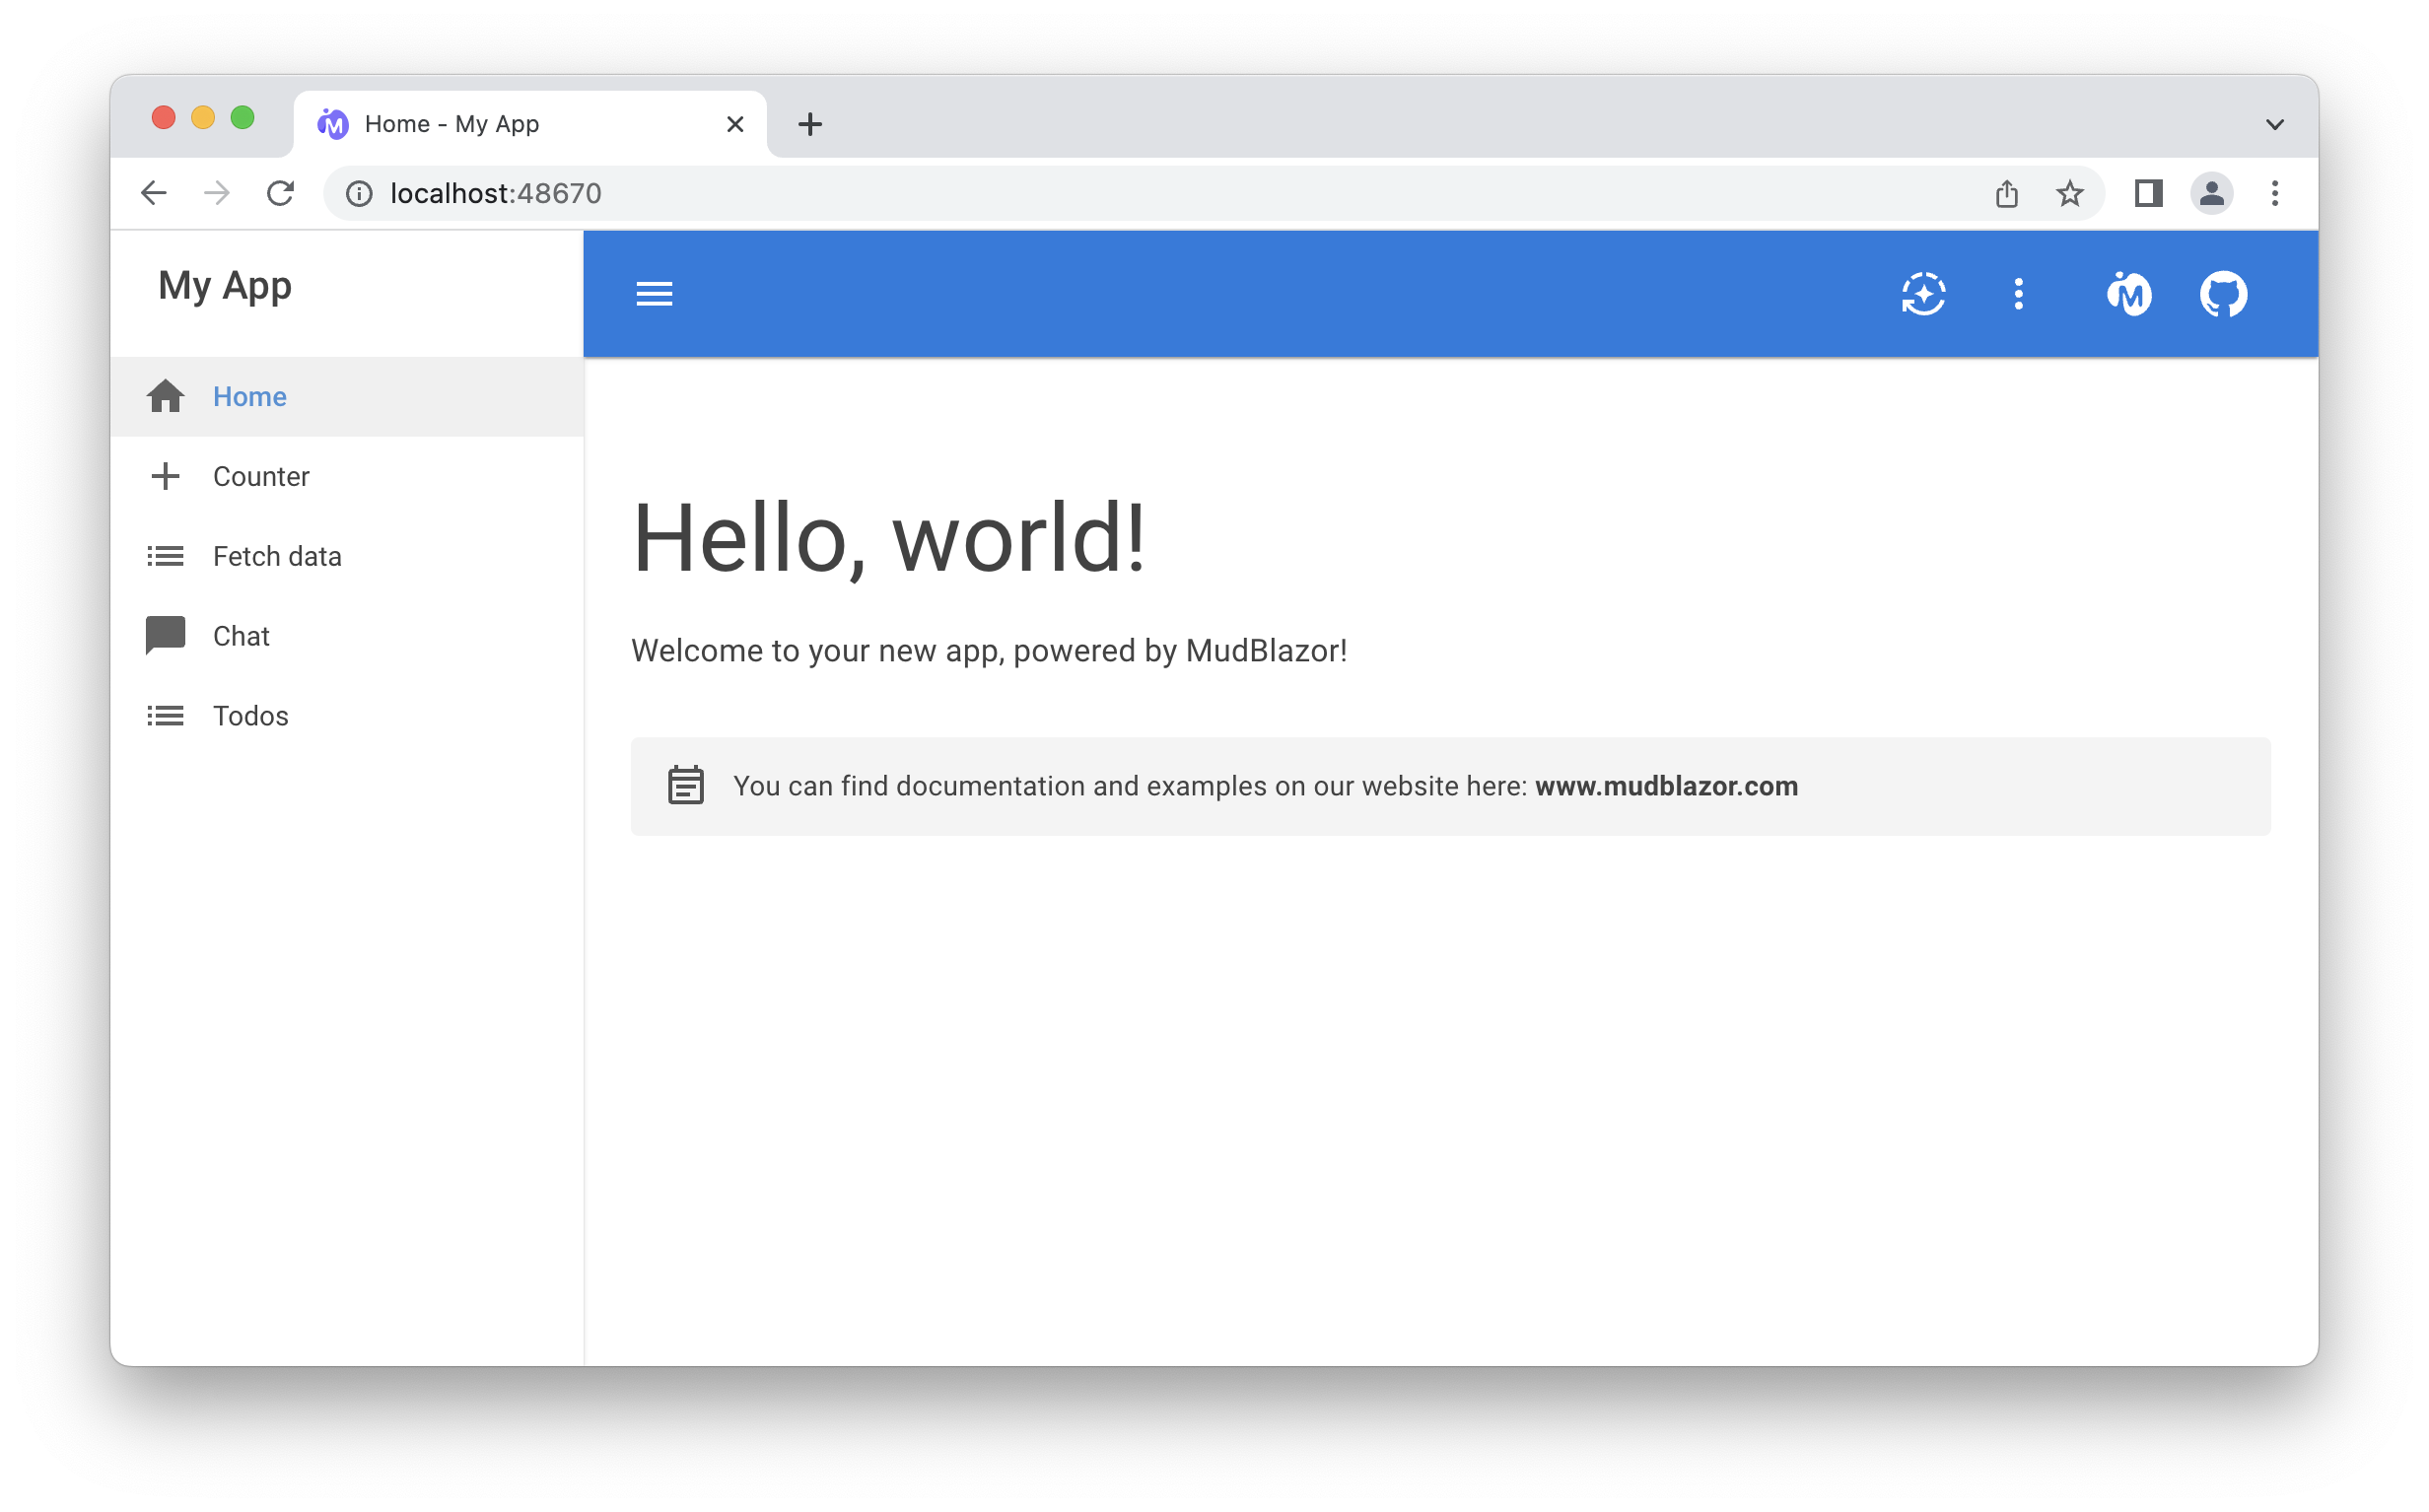 Home - My App
localhost:48670
My App
Home
Counter
Fetch data
Chat
Todos
Hello, world!
Welcome to your new app, powered by MudBlazor!
You can find documentation and examples on our website here: www.mudblazor.com